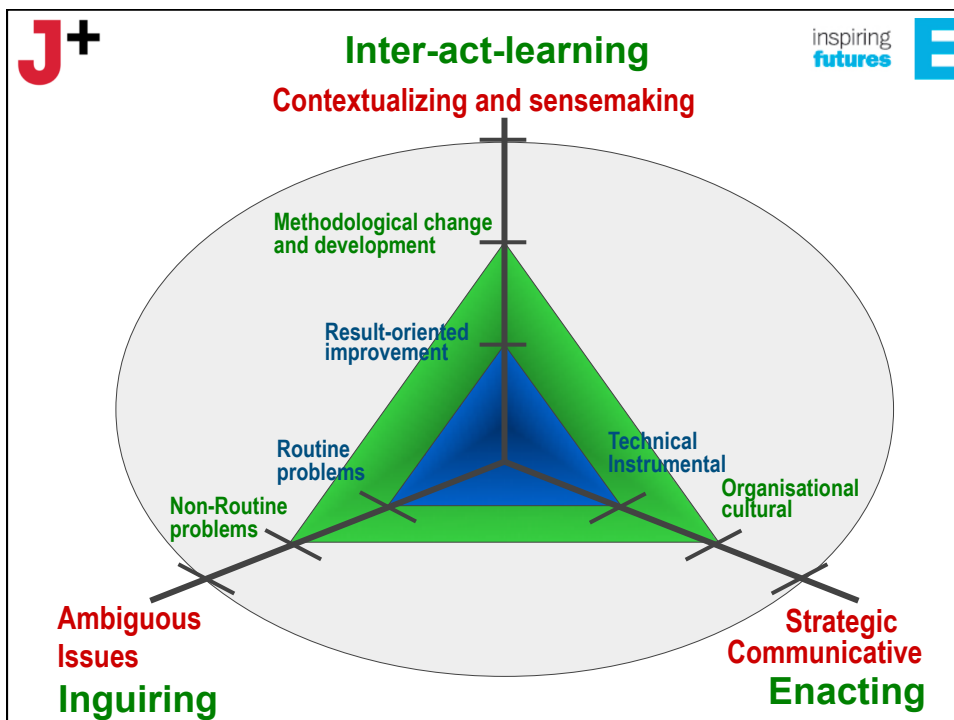 J+
Inter-act-learning
inspiring
futures
E
Contextualizing and sensemaking
Methodological change
and development
Result-oriented
improvement
Routine
problems
Technical
Instrumental
Non-Routine
problems
Organisational
cultural
Ambiguous
Issues
Strategic
Communicative
Inguiring
Enacting